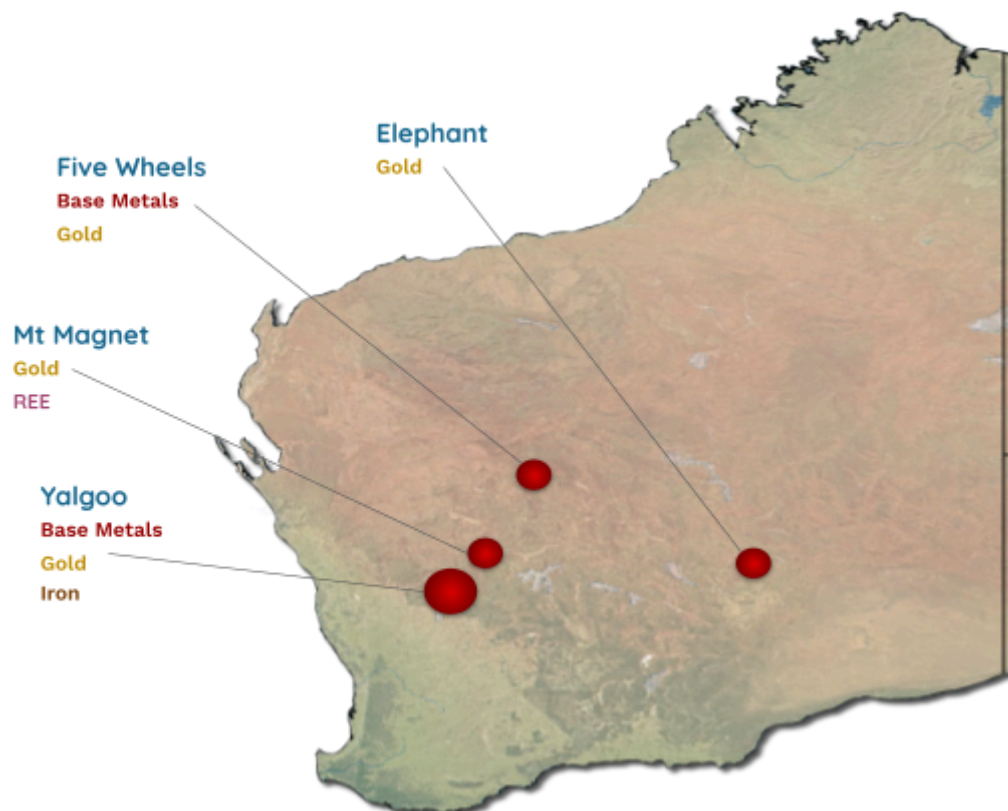 Elephant
Gold
Five Wheels
Base Metals
Gold
Mt Magnet
Gold
REE
Yalgoo
Base Metals
Gold
Iron